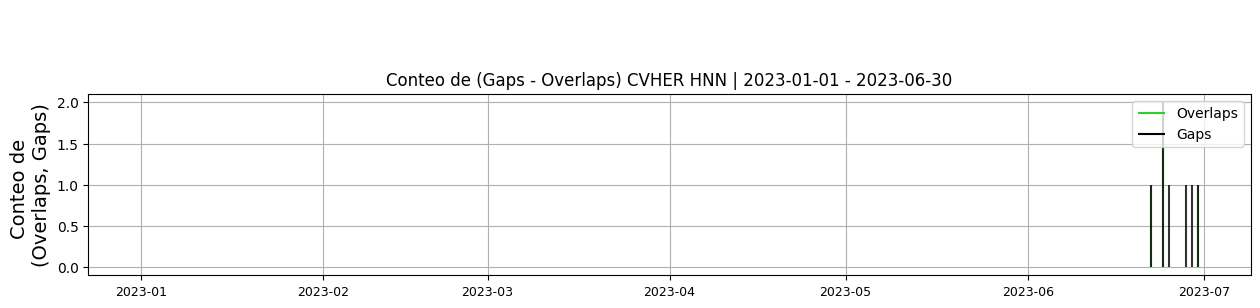 Conteo de (Gaps - Overlaps) CVHER HNN | 2023-01-01 - 2023-06-30
Conteo de
(Overlaps, Gaps)
2.0
1.5
1.0
0.5
0.0
Overlaps
Gaps
2023-01
2023-02
2023-03
2023-04
2023-05
2023-06
2023-07